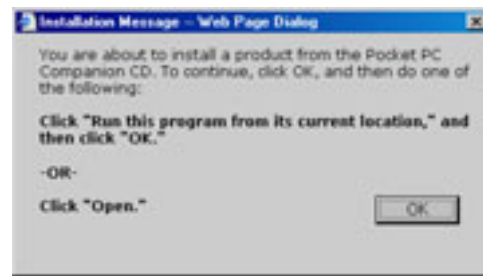 Installation Message -- Web Page Dialog
You are about to install a product from the Pocket PC
Companion CD. To continue, click OK, and then do one of
the following:
Click "Run this program from its current location," and
then click "OK."
-OR-
Click "Open."
OK